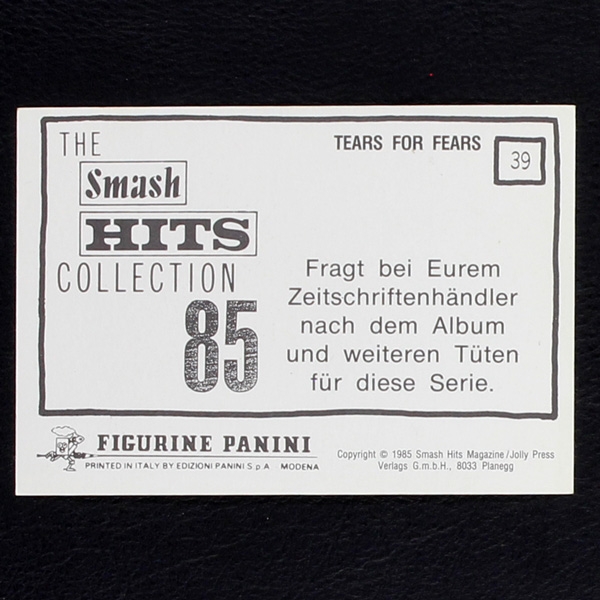 THE
Smash
HITS
COLLECTION
85
TEARS FOR FEARS
39
Fragt bei Eurem
Zeitschriftenhändler
nach dem Album
und weiteren Tüten
für diese Serie.
FIGURINE PANINI
PRINTED IN ITALY BY EDIZIONI PANINI S.p.A. - MODENA
Copyright © 1985 Smash Hits Magazine/Jolly Press
Verlags G.m.b.H., 8033 Planegg